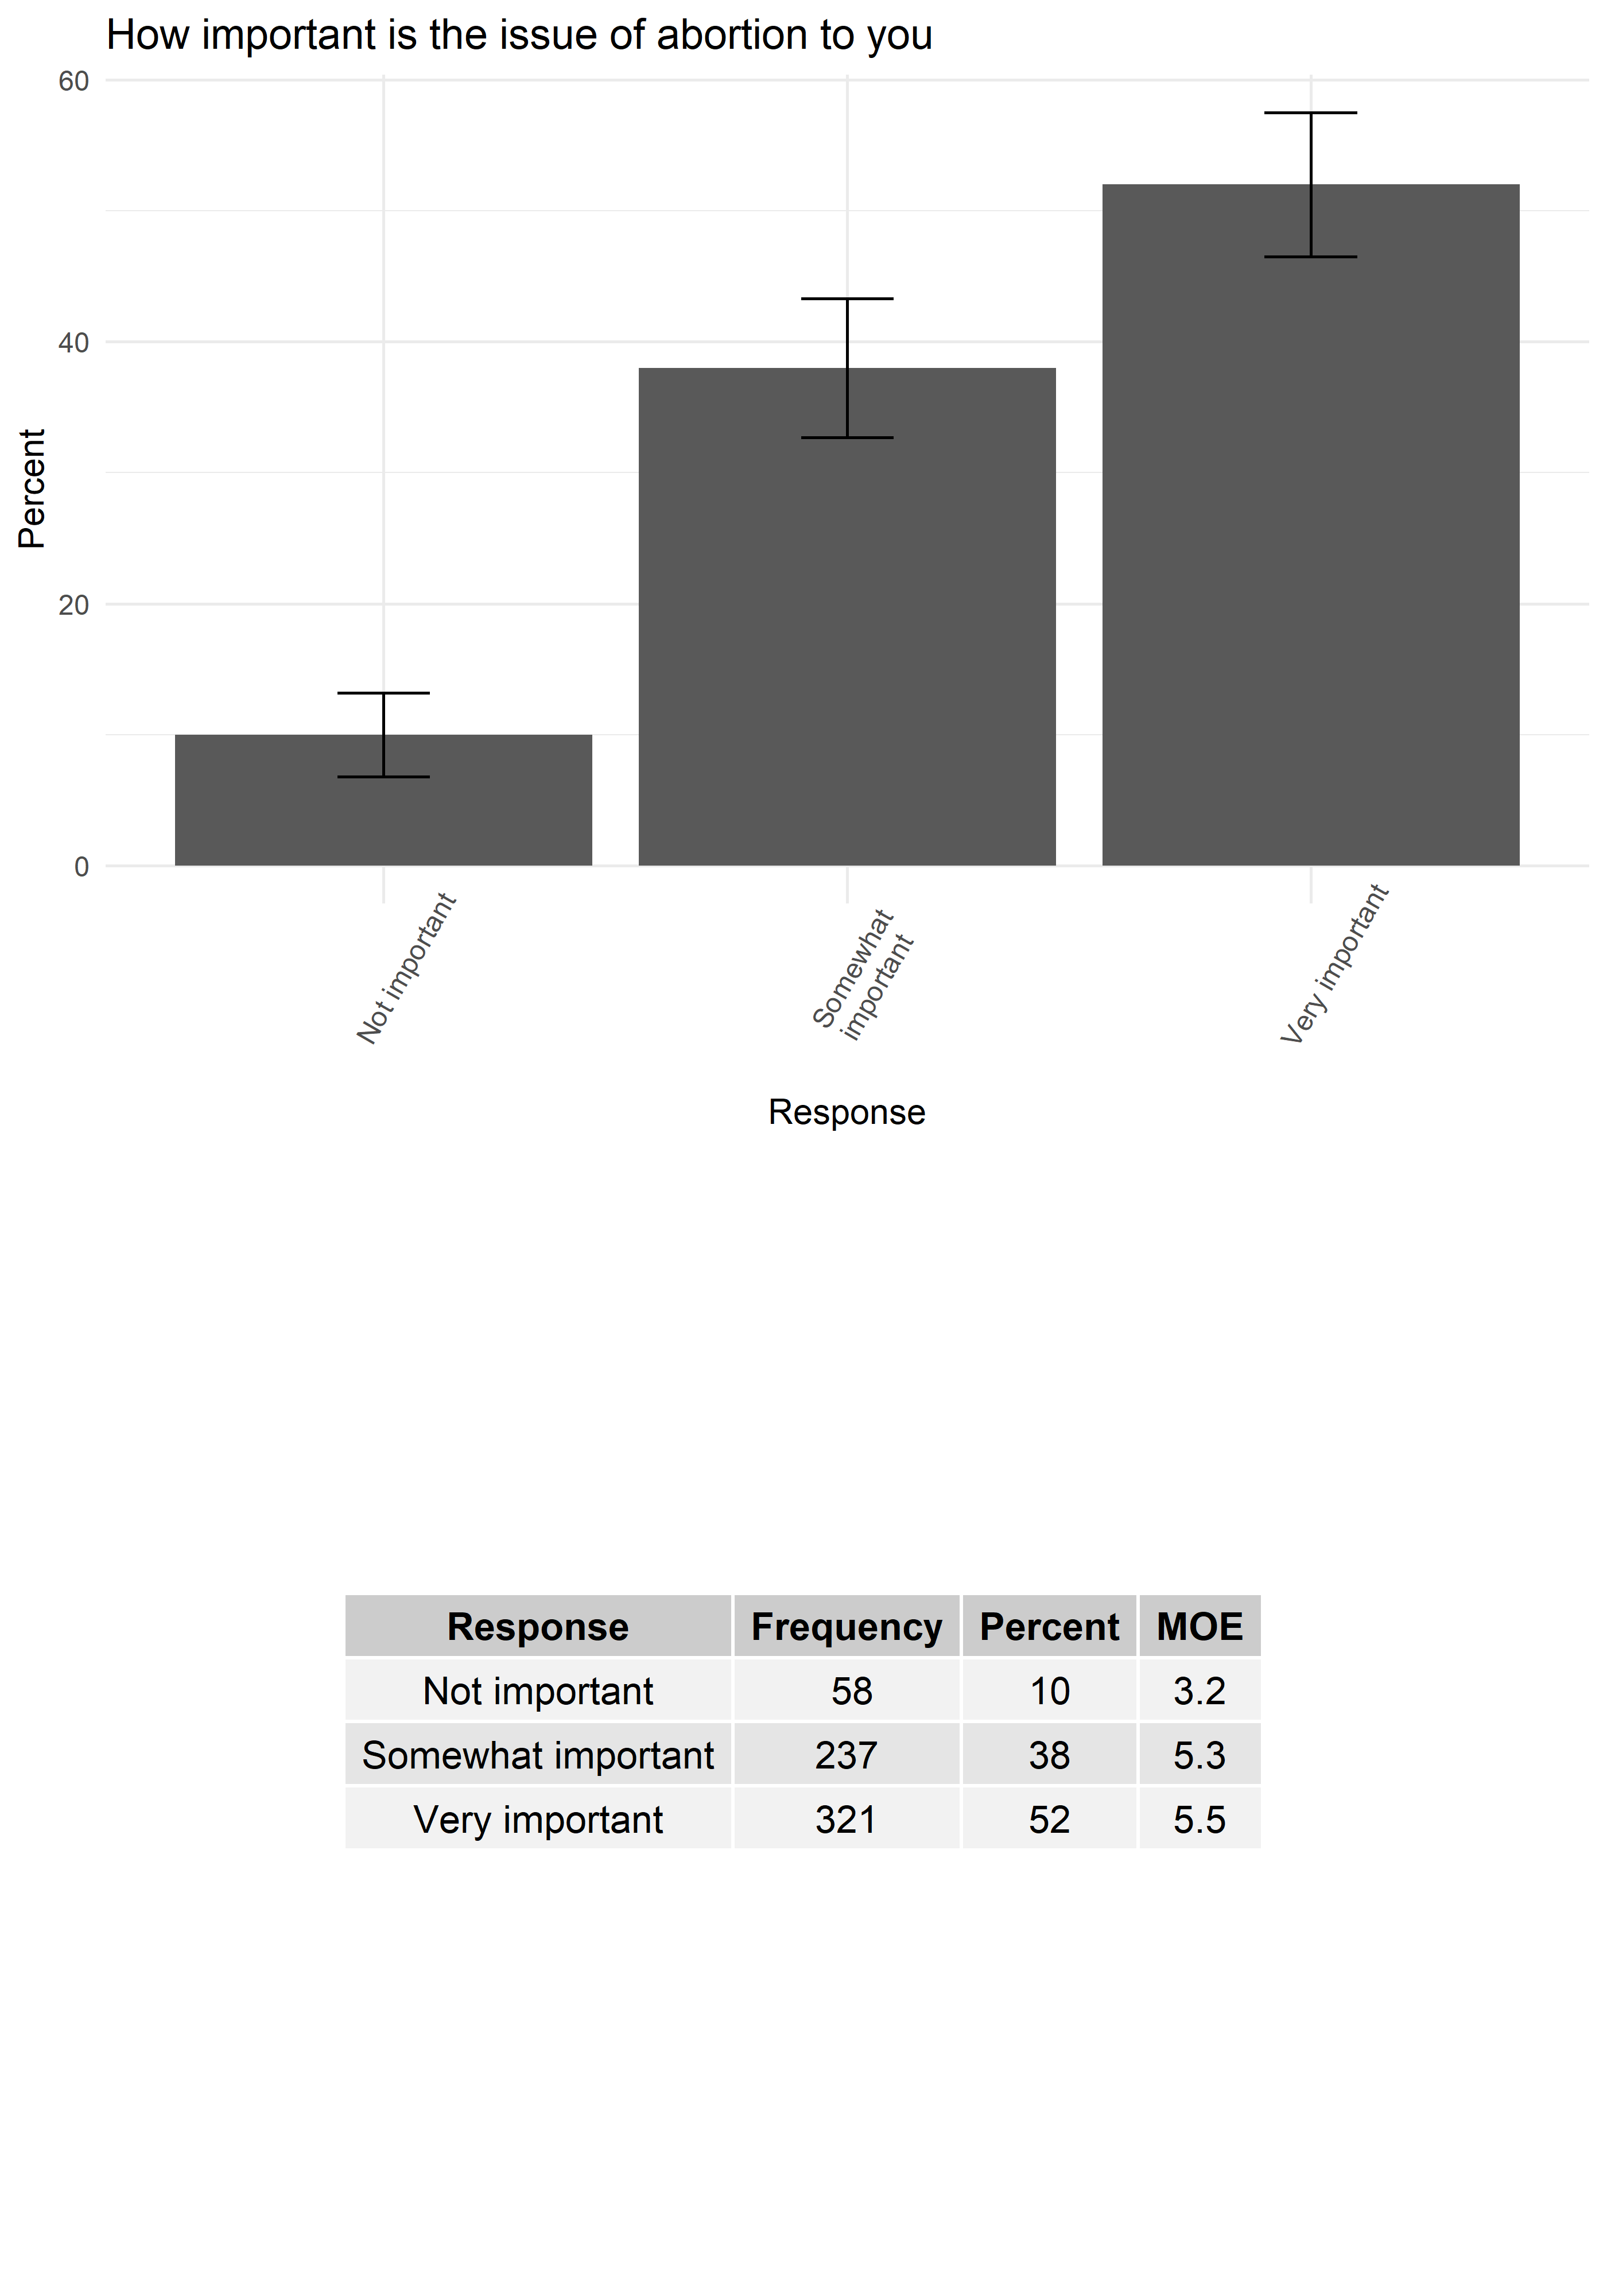 How important is the issue of abortion to you
60
40
20
0
Percent
Not important
Somewhat
important
Very important
Response
Response Frequency Percent MOE
Not important 58 10 3.2
Somewhat important 237 38 5.3
Very important 321 52 5.5